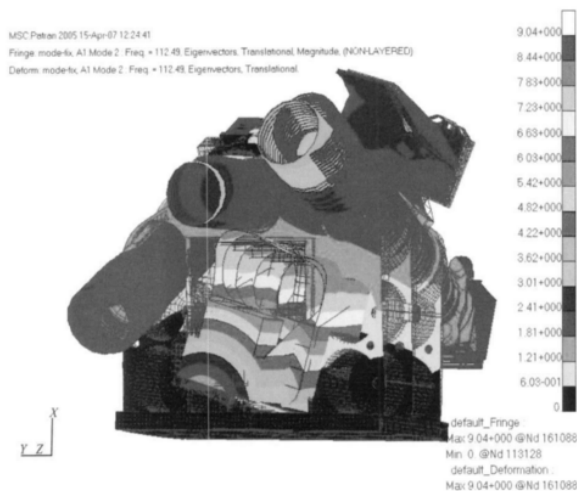 MSC.Patran 2005 15-Apr-07 12:24:41
Fringe: mode-fix, A1:Mode 2 : Freq. = 112.49, Eigenvectors, Translational, Magnitude, (NON-LAYERED)
Deform: mode-fix, A1:Mode 2 : Freq. = 112.49, Eigenvectors, Translational,
9.04+000
8.44+000
7.83+000
7.23+000
6.63+000
6.03+000
5.42+000
4.82+000
4.22+000
3.62+000
3.01+000
2.41+000
1.81+000
1.21+000
6.03-001
0
X
Y Z
default_Fringe :
Max 9.04+000 @Nd 161088
Min 0. @Nd 113128
default_Deformation :
Max 9.04+000 @Nd 161088